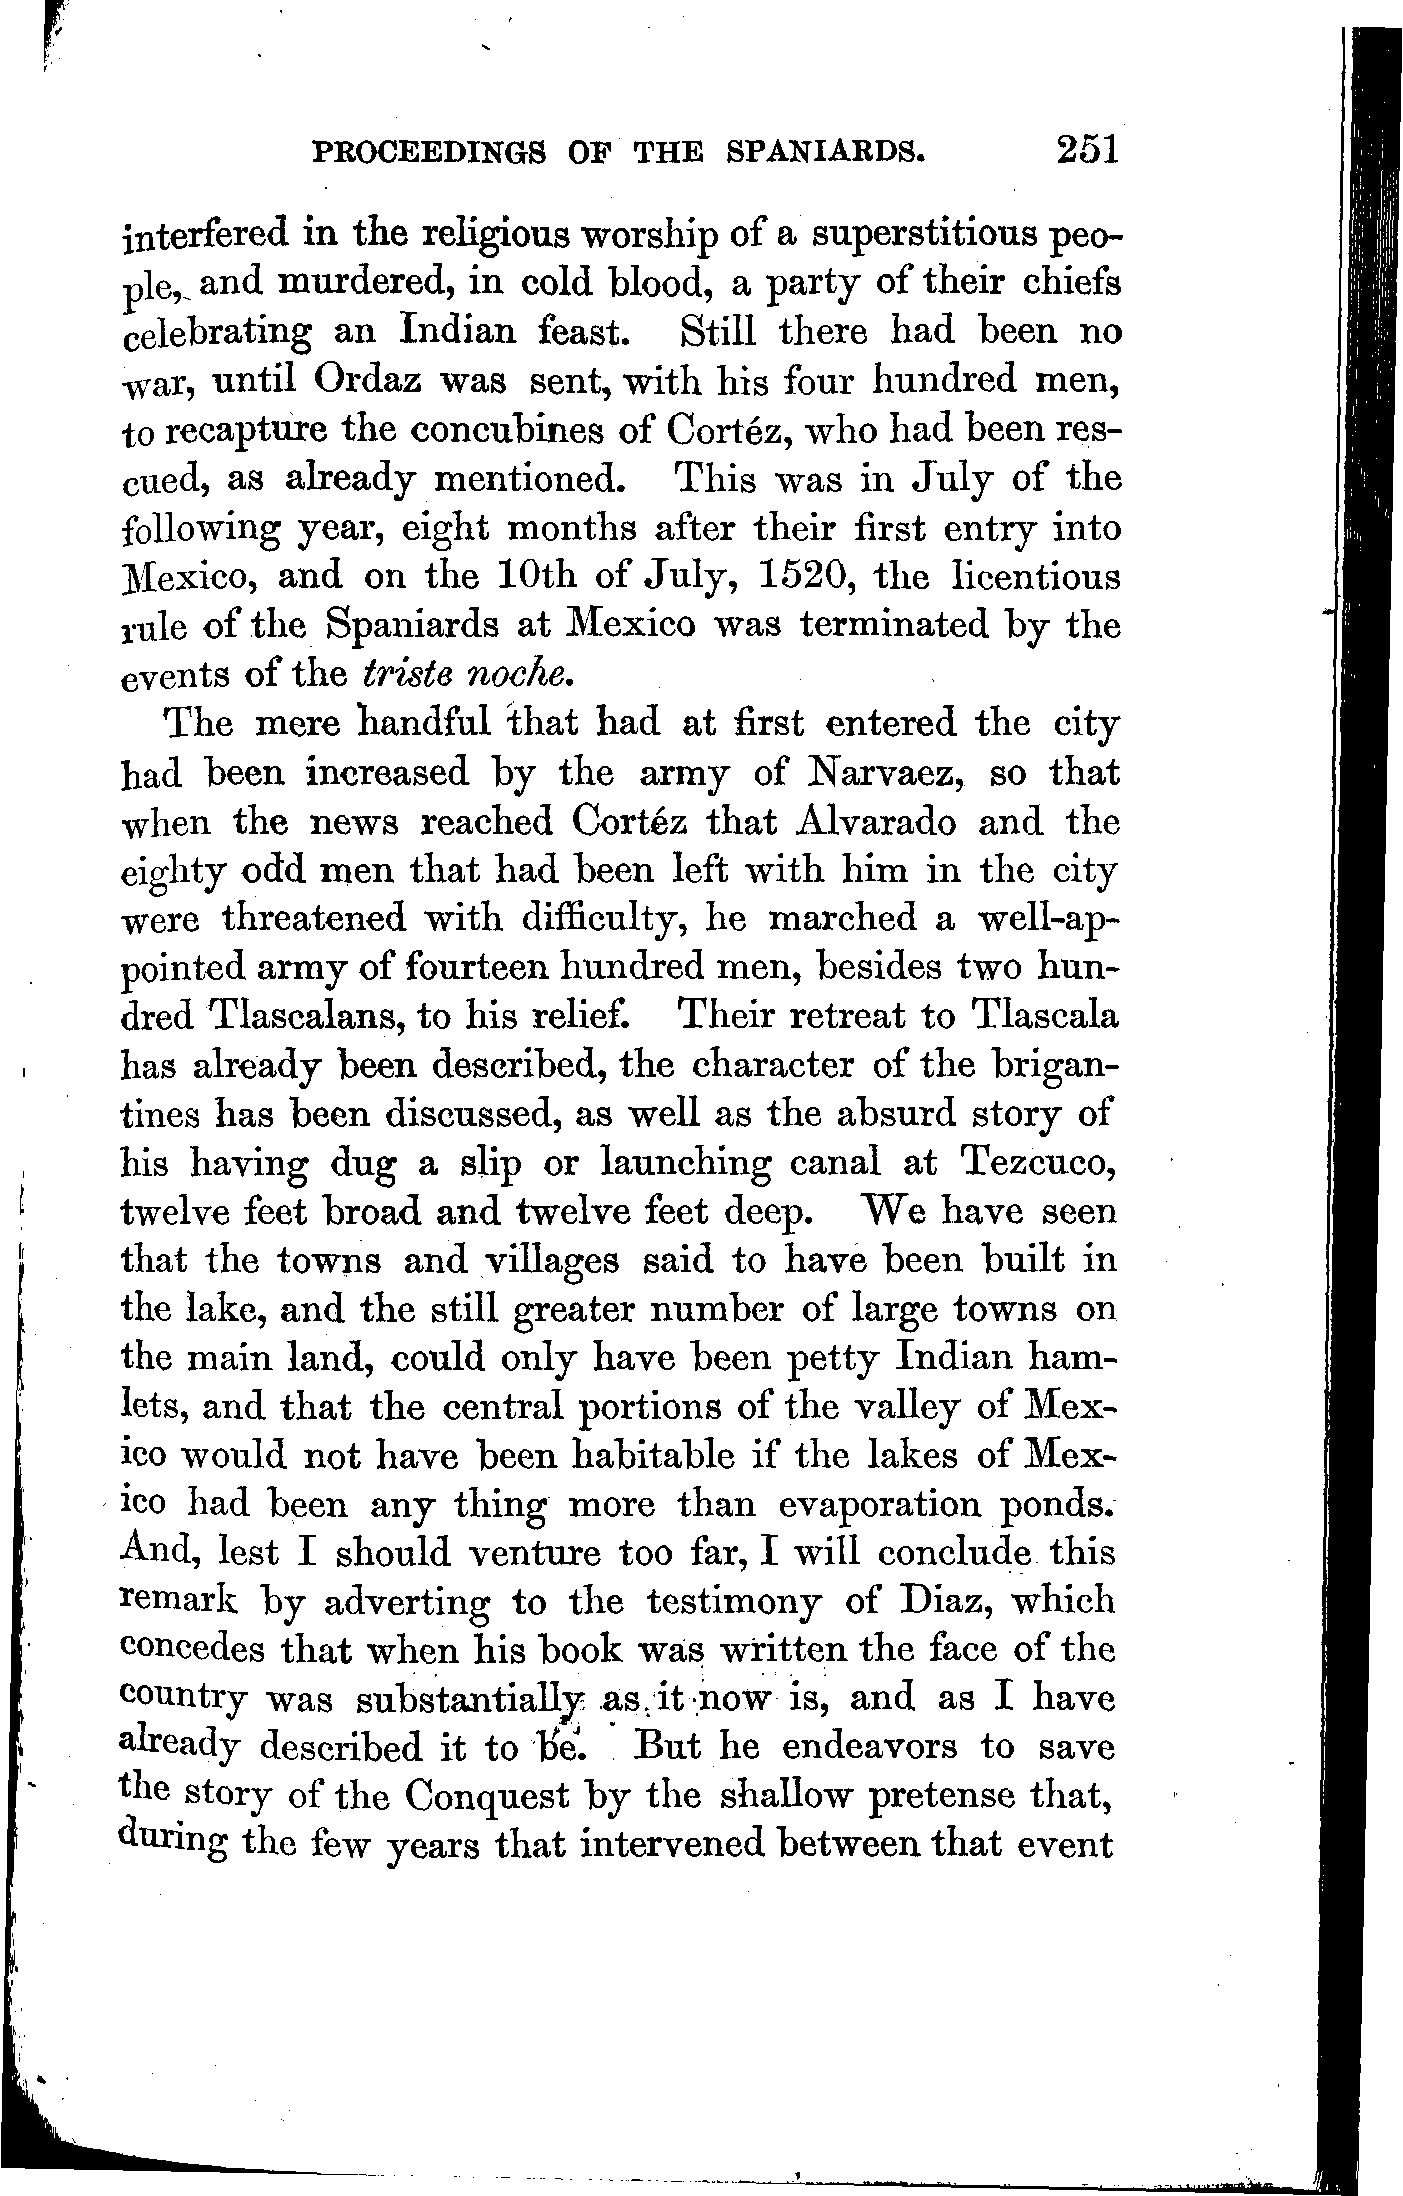 PROCEEDINGS OF THE SPANIARDS. 251
interfered in the religious worship of a superstitious peo-
ple, and murdered, in cold blood, a party of their chiefs
celebrating an Indian feast. Still there had been no
war, until Ordaz was sent, with his four hundred men,
to recapture the concubines of Cortéz, who had been res-
cued, as already mentioned. This was in July of the
following year, eight months after their first entry into
Mexico, and on the 10th of July, 1520, the licentious
rule of the Spaniards at Mexico was terminated by the
events of the triste noche.
The mere handful that had at first entered the city
had been increased by the army of Narvaez, so that
when the news reached Cortéz that Alvarado and the
eighty odd men that had been left with him in the city
were threatened with difficulty, he marched a well-ap-
pointed army of fourteen hundred men, besides two hun-
dred Tlascalans, to his relief. Their retreat to Tlascala
has already been described, the character of the brigan-
tines has been discussed, as well as the absurd story of
his having dug a slip or launching canal at Tezcuco,
twelve feet broad and twelve feet deep. We have seen
that the towns and villages said to have been built in
the lake, and the still greater number of large towns on
the main land, could only have been petty Indian ham-
lets, and that the central portions of the valley of Mex-
ico would not have been habitable if the lakes of Mex-
ico had been any thing more than evaporation ponds.
And, lest I should venture too far, I will conclude this
remark by adverting to the testimony of Diaz, which
concedes that when his book was written the face of the
country was substantially as it now is, and as I have
already described it to be. But he endeavors to save
the story of the Conquest by the shallow pretense that,
during the few years that intervened between that event